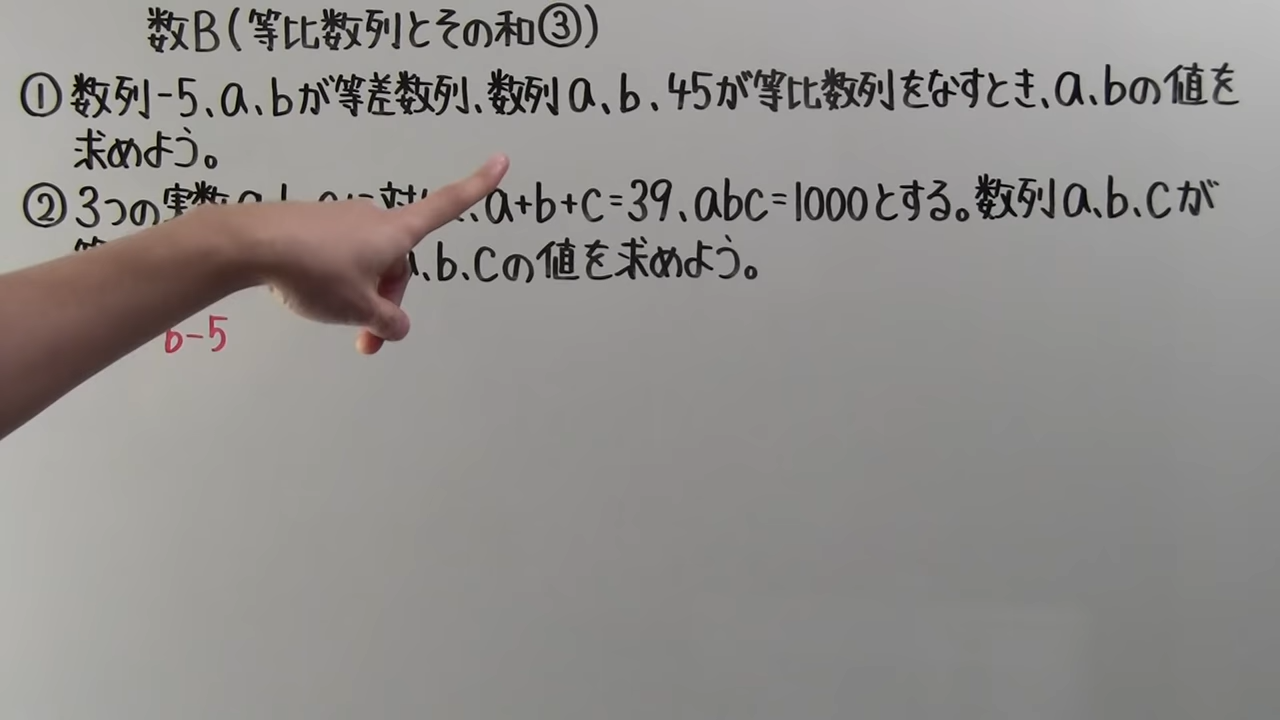 数B(等比数列とその和③)
①数列-5、a、bが等差数列、数列a、b、45が等比数列をなすとき、a、bの値を
求めよう。
②3つの実数 a+b+c=39、abc=1000とする。数列a、b、cが
b、cの値を求めよう。
b-5